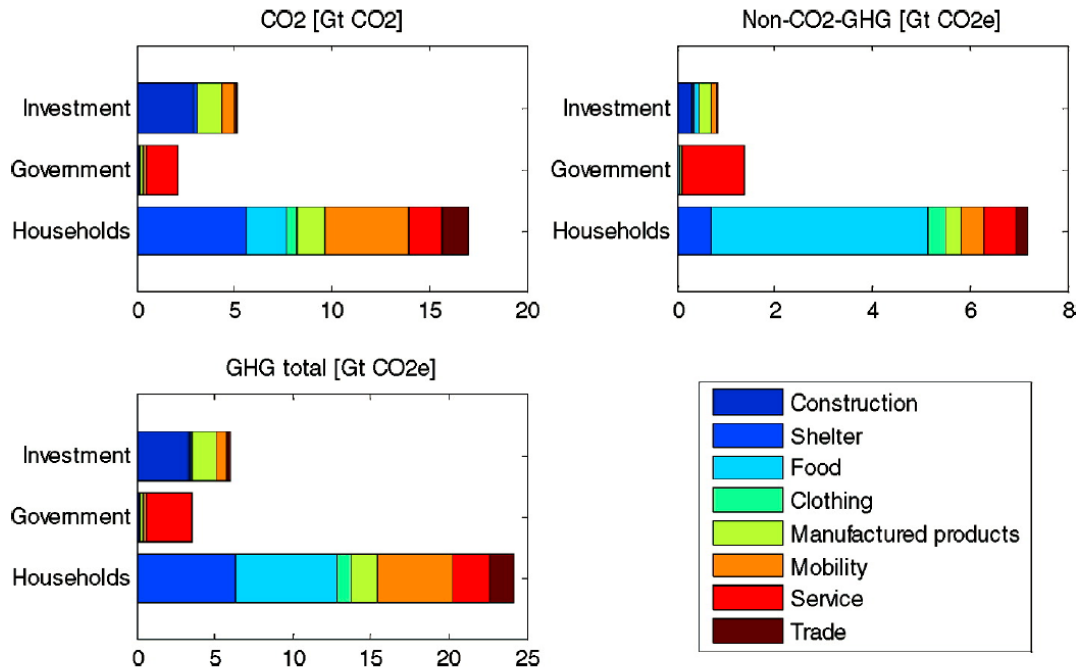 CO2 [Gt CO2]
Investment
Government
Households
0 5 10 15 20
Non-CO2-GHG [Gt CO2e]
Investment
Government
Households
0 2 4 6 8
GHG total [Gt CO2e]
Investment
Government
Households
0 5 10 15 20 25
Construction
Shelter
Food
Clothing
Manufactured products
Mobility
Service
Trade